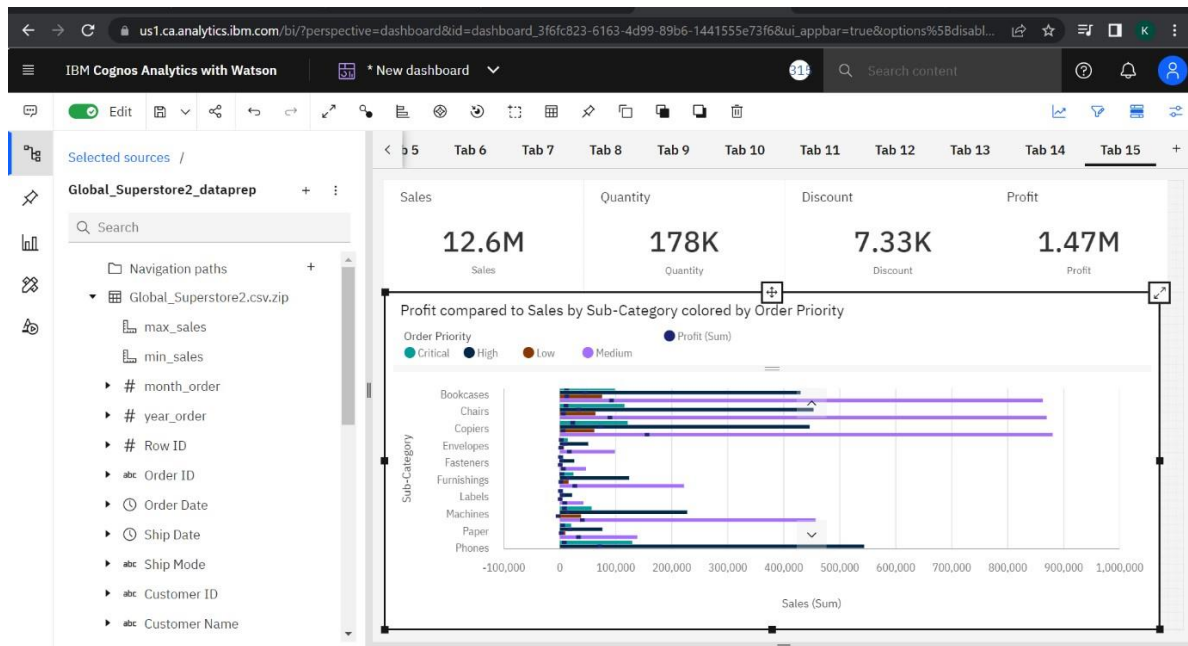 us1.ca.analytics.ibm.com/bi/?perspective=dashboard&id=dashboard_3f6fc823-6163-4d99-89b6-1441555e73f6&ui_appbar=true&options%5Bdisabl...
K
IBM Cognos Analytics with Watson
* New dashboard
Search content
Edit
Selected sources /
Global_Superstore2_dataprep
Search
Navigation paths
Global_Superstore2.csv.zip
max_sales
min_sales
# month_order
# year_order
# Row ID
abc Order ID
Order Date
Ship Date
abc Ship Mode
abc Customer ID
abc Customer Name
b 5 Tab 6 Tab 7 Tab 8 Tab 9 Tab 10 Tab 11 Tab 12 Tab 13 Tab 14 Tab 15
Sales Quantity Discount Profit
12.6M 178K 7.33K 1.47M
Sales Quantity Discount Profit
Profit compared to Sales by Sub-Category colored by Order Priority
Order Priority
Profit (Sum)
Critical High Low Medium
Sub-Category
Bookcases
Chairs
Copiers
Envelopes
Fasteners
Furnishings
Labels
Machines
Paper
Phones
-100,000 0 100,000 200,000 300,000 400,000 500,000 600,000 700,000 800,000 900,000 1,000,000
Sales (Sum)